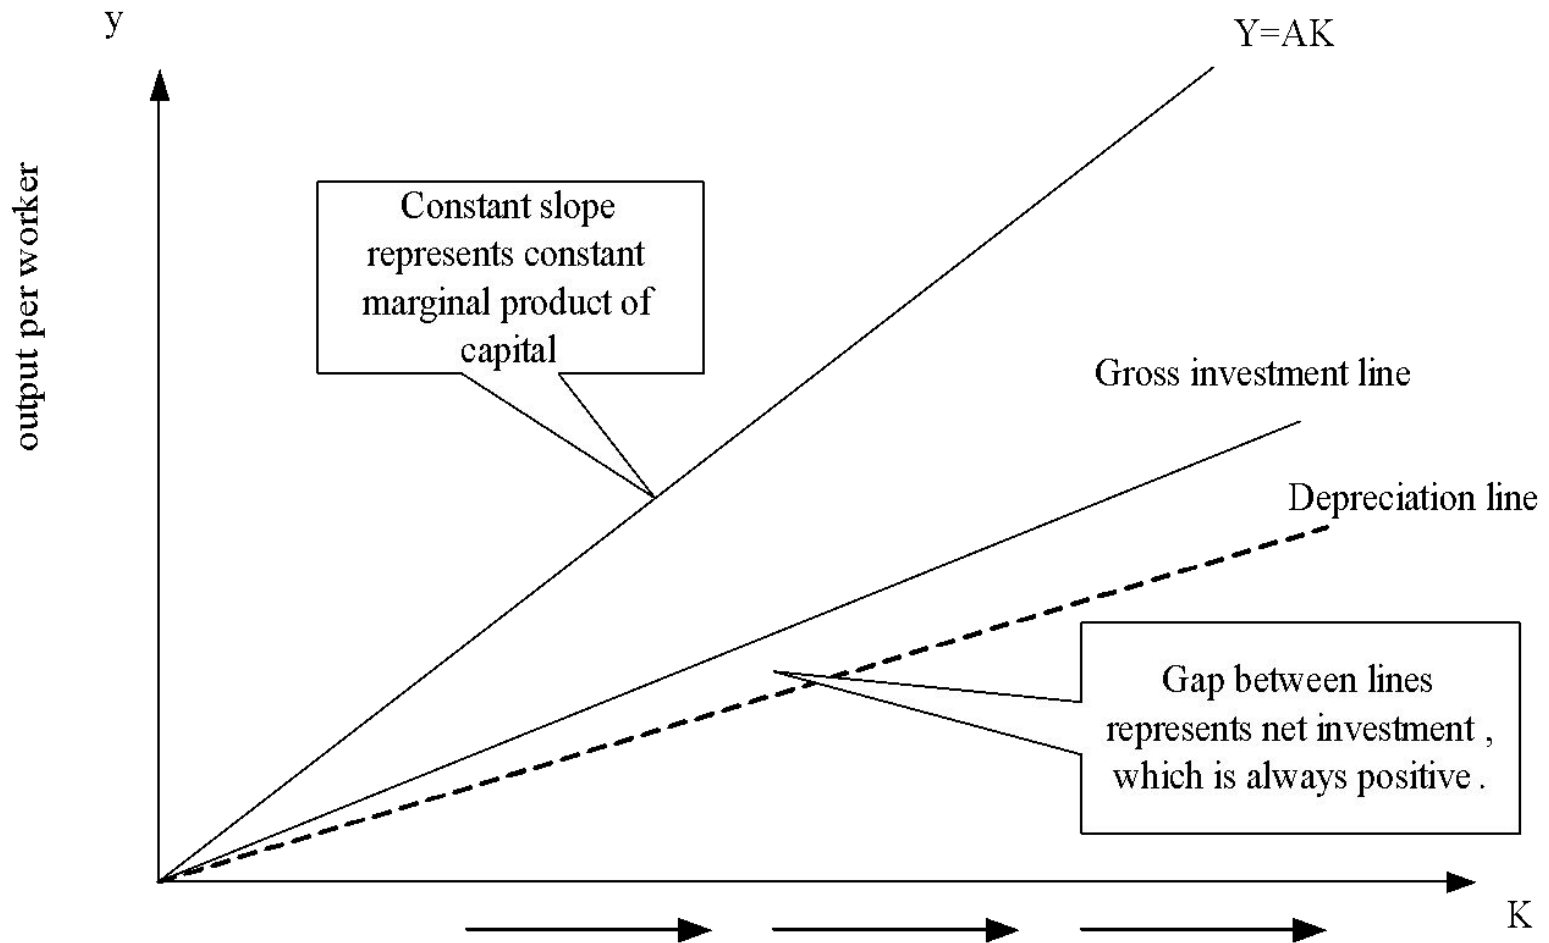 y
Y=AK
output per worker
Constant slope
represents constant
marginal product of
capital
Gross investment line
Depreciation line
Gap between lines
represents net investment ,
which is always positive .
K